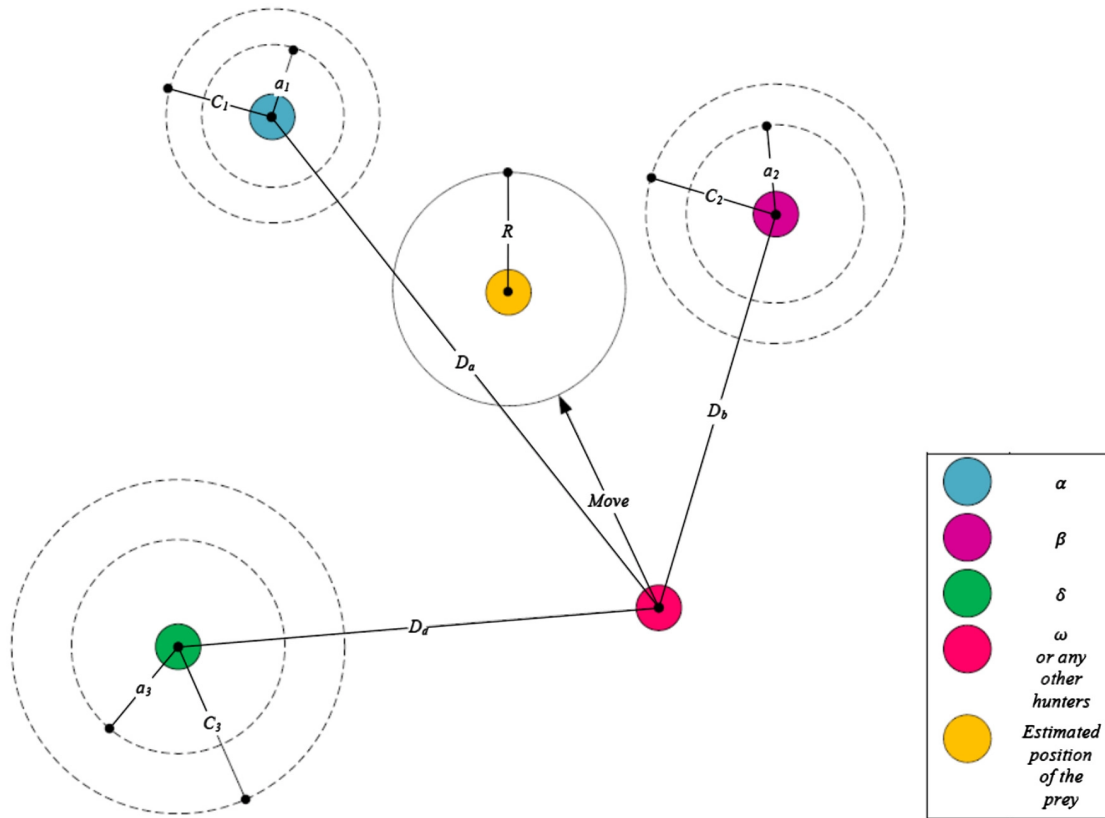 a1
C1
a2
C2
R
Da
Db
Move
Dd
a3
C3
α
β
δ
ω
or any
other
hunters
Estimated
position
of the
prey